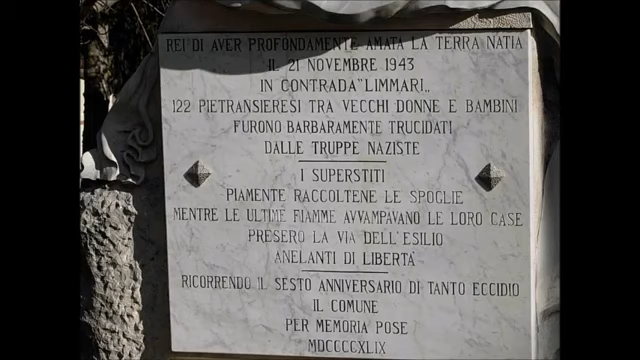 REI DI AVER PROFONDAMENTE AMATA LA TERRA NATIA
IL 21 NOVEMBRE 1943
IN CONTRADA "LIMMARI,,
122 PIETRANSIERESI TRA VECCHI DONNE E BAMBINI
FURONO BARBARAMENTE TRUCIDATI
DALLE TRUPPE NAZISTE
I SUPERSTITI
PIAMENTE RACCOLTENE LE SPOGLIE
MENTRE LE ULTIME FIAMME AVVAMPAVANO LE LORO CASE
PRESERO LA VIA DELL'ESILIO
ANELANTI DI LIBERTA'
RICORRENDO IL SESTO ANNIVERSARIO DI TANTO ECCIDIO
IL COMUNE
PER MEMORIA POSE
MDCCCCXLIX